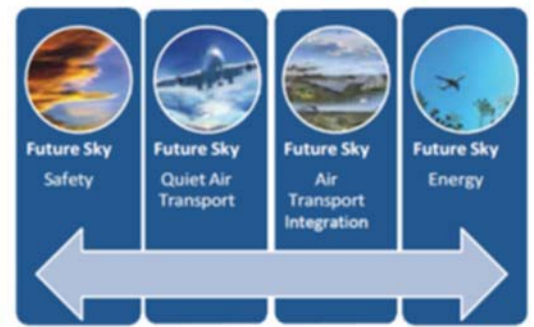 Future Sky
Safety
Future Sky
Quiet Air
Transport
Future Sky
Air
Transport
Integration
Future Sky
Energy